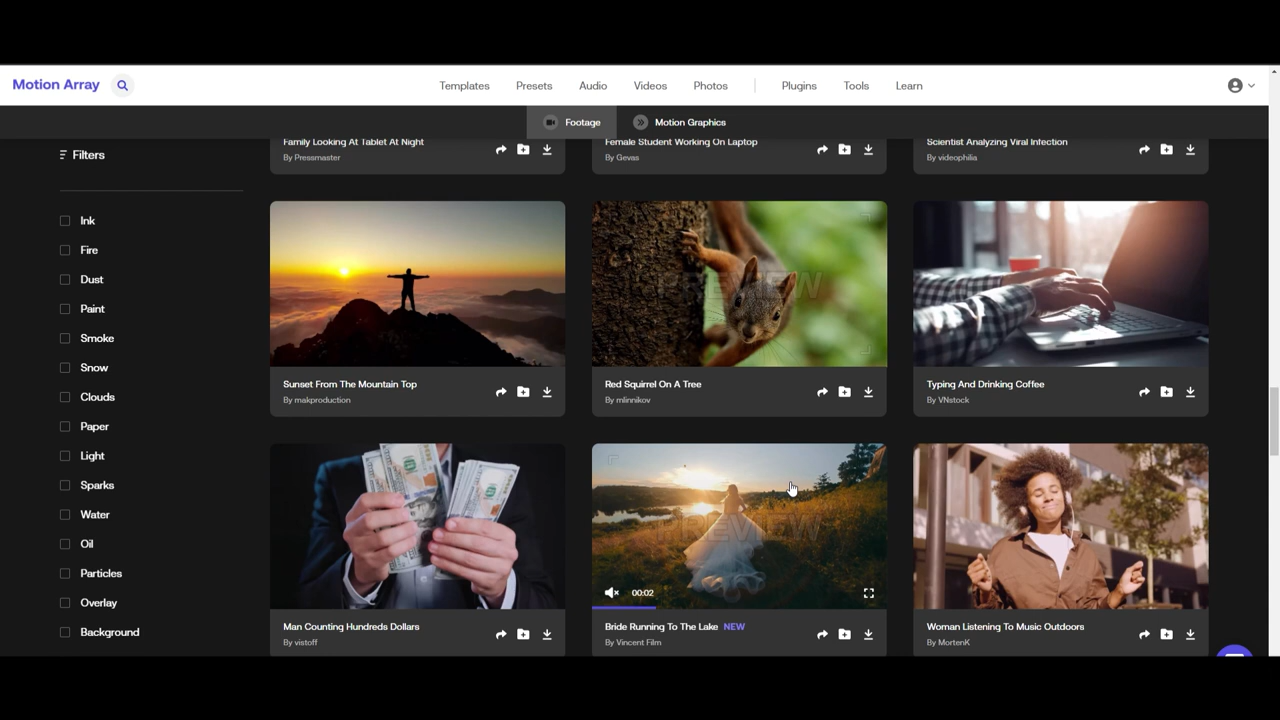 Motion Array
Templates
Presets
Audio
Videos
Photos
Plugins
Tools
Learn
Footage
Motion Graphics
Filters
Ink
Fire
Dust
Paint
Smoke
Snow
Clouds
Paper
Light
Sparks
Water
Oil
Particles
Overlay
Background
Family Looking At Tablet At Night
By Pressmaster
Female Student Working On Laptop
By Gevas
Scientist Analyzing Viral Infection
By videophilia
Sunset From The Mountain Top
By makproduction
PREVIEW
Red Squirrel On A Tree
By mlinnikov
Typing And Drinking Coffee
By VNstock
Man Counting Hundreds Dollars
By vistoff
PREVIEW
00:02
Bride Running To The Lake NEW
By Vincent Film
Woman Listening To Music Outdoors
By MortenK